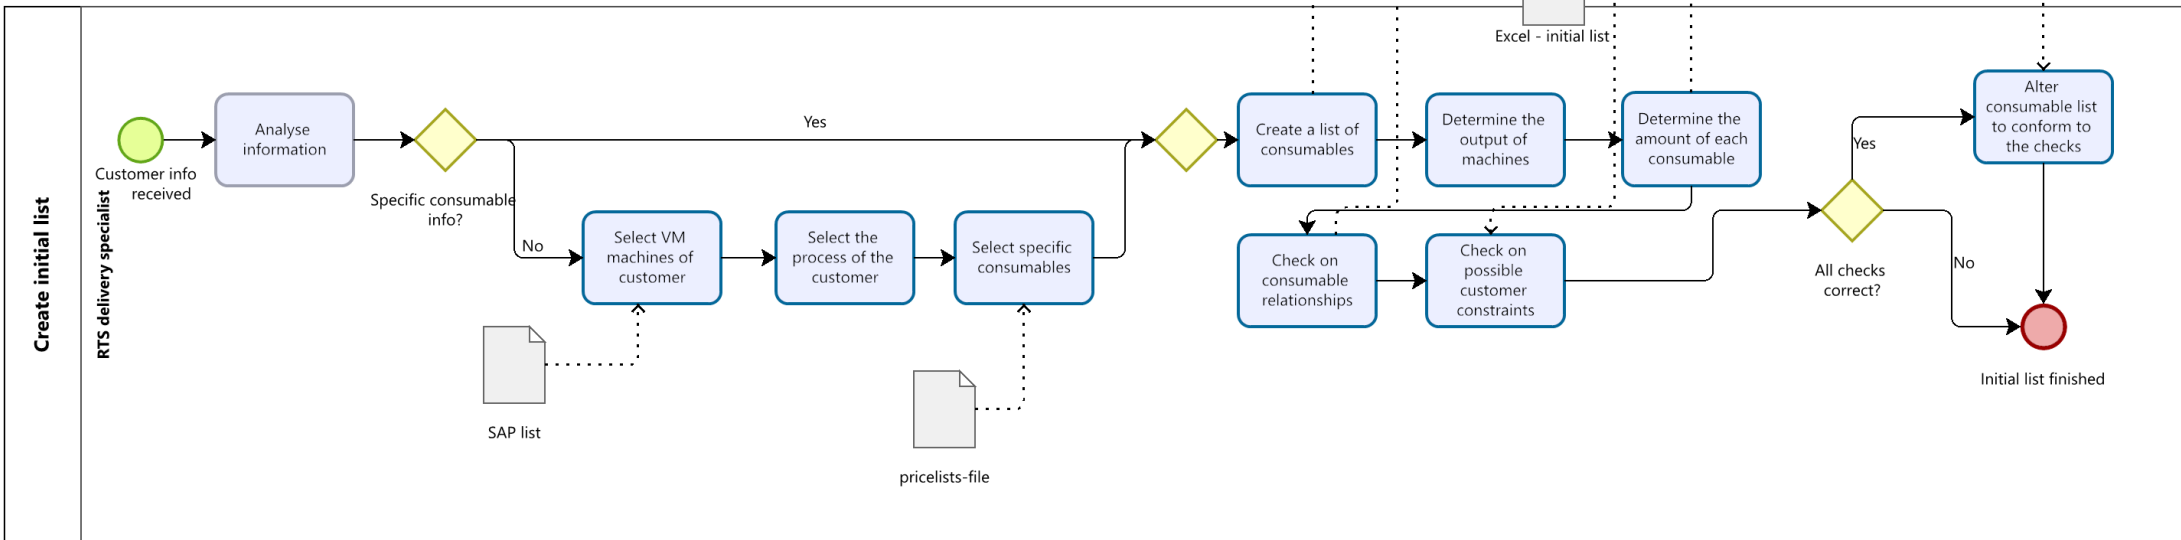 Create initial list
RTS delivery specialist
Customer info
received
Analyse
information
Specific consumable
info?
Yes
No
Select VM
machines of
customer
Select the
process of the
customer
Select specific
consumables
SAP list
pricelists-file
Excel - initial list
Create a list of
consumables
Determine the
output of
machines
Determine the
amount of each
consumable
Check on
consumable
relationships
Check on
possible
customer
constraints
All checks
correct?
Yes
No
Alter
consumable list
to conform to
the checks
Initial list finished